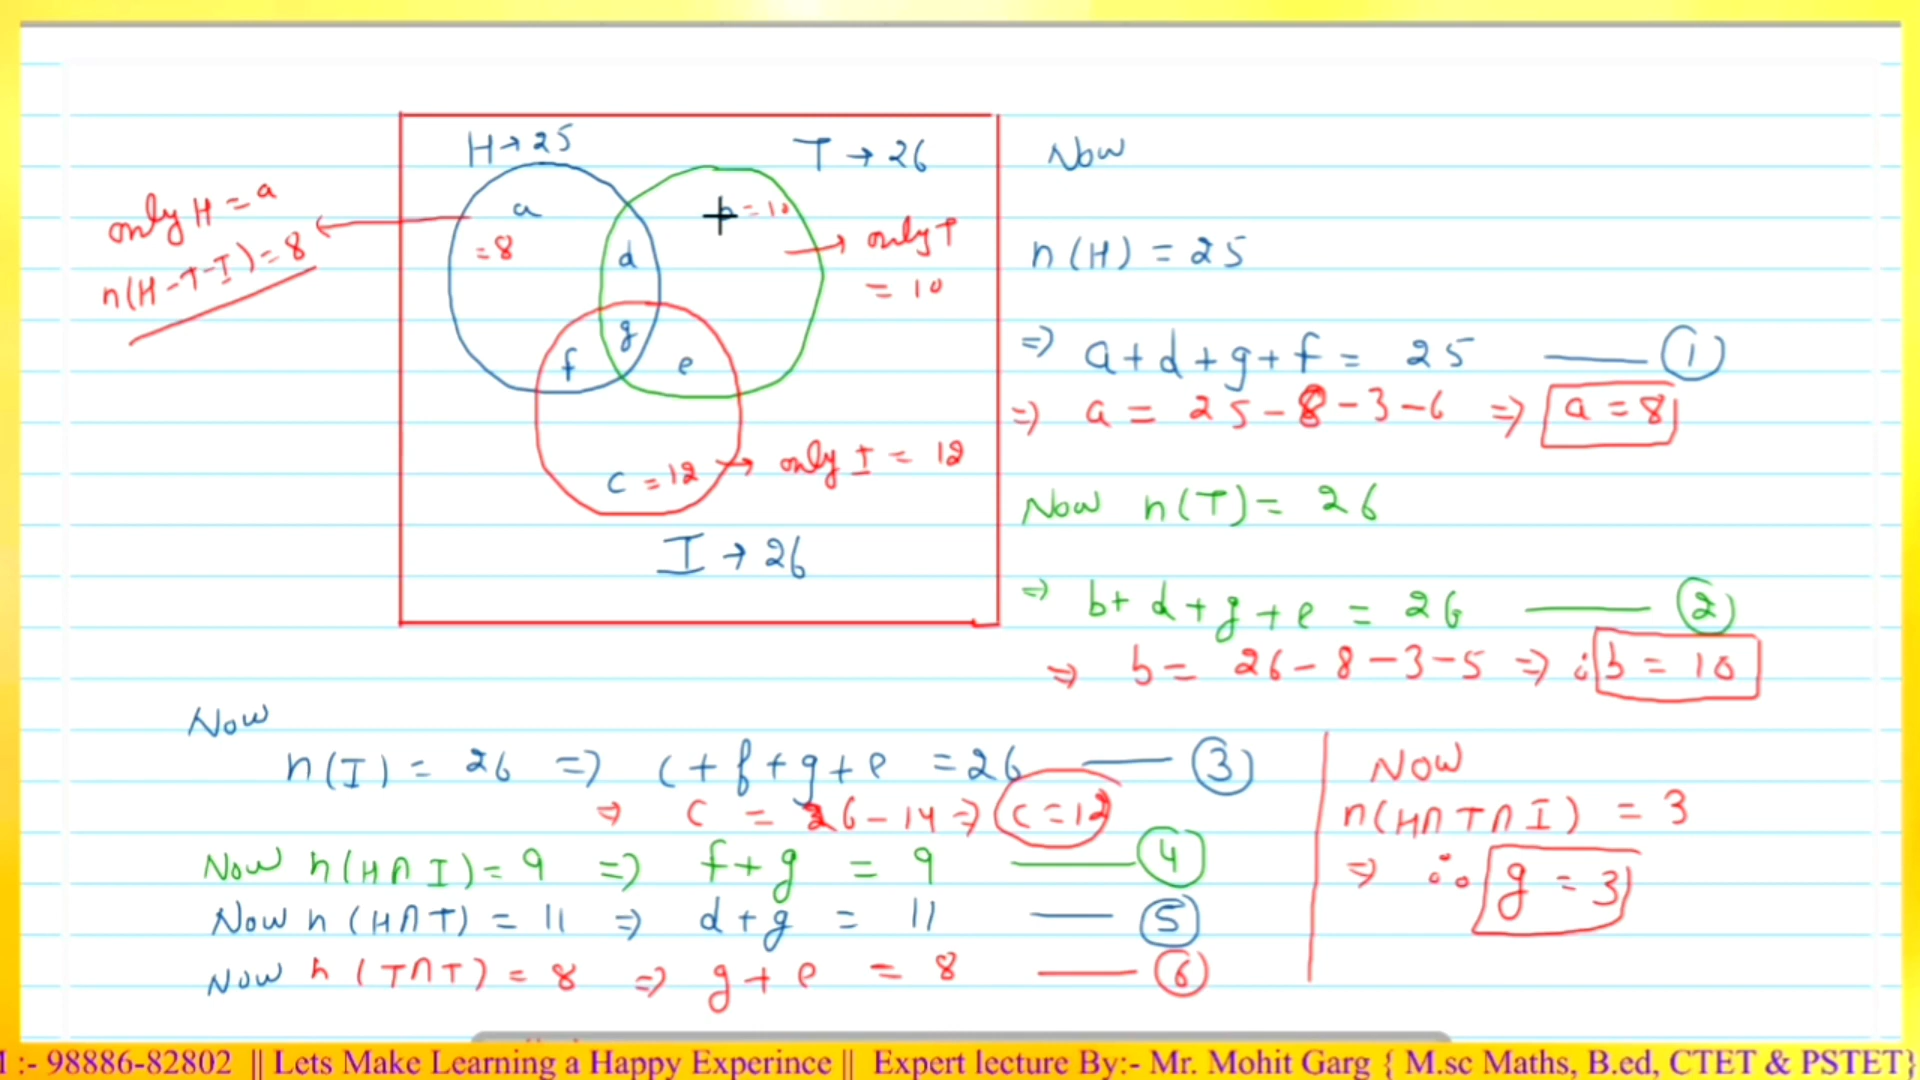 H → 25
T → 26
only H = a
n(H-T-I) = 8
a
= 8
b = 10
→ only T
= 10
d
g
f
e
c = 12 → only I = 12
I → 26
Now
n(H) = 25
=> a+d+g+f = 25 —— ①
=> a = 25-8-3-6 => a = 8
Now n(T) = 26
=> b+d+g+e = 26 —— ②
=> b = 26-8-3-5 => ∴ b = 10
Now
n(I) = 26 => c+f+g+e = 26 —— ③
=> c = 26-14 => c = 12
Now n(H∩I) = 9 => f+g = 9 —— ④
Now n(H∩T) = 11 => d+g = 11 —— ⑤
Now n(T∩T) = 8 => g+e = 8 —— ⑥
Now
n(H∩T∩I) = 3
=> ∴ g = 3
:- 98886-82802 || Lets Make Learning a Happy Experince || Expert lecture By:- Mr. Mohit Garg { M.sc Maths, B.ed, CTET & PSTET}